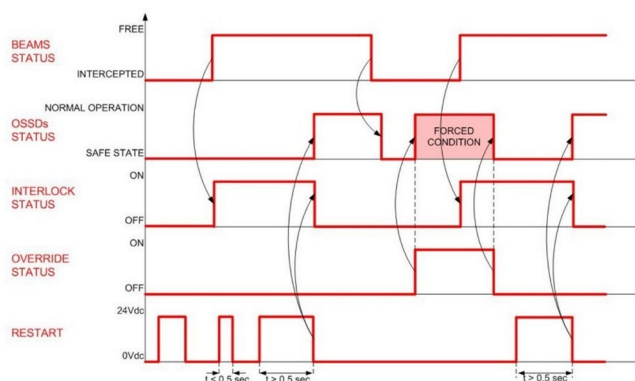 FREE
BEAMS
STATUS
INTERCEPTED
NORMAL OPERATION
OSSDs
STATUS
FORCED
CONDITION
SAFE STATE
ON
INTERLOCK
STATUS
OFF
ON
OVERRIDE
STATUS
OFF
24Vdc
RESTART
0Vdc
t < 0.5 sec
t > 0.5 sec
t > 0.5 sec